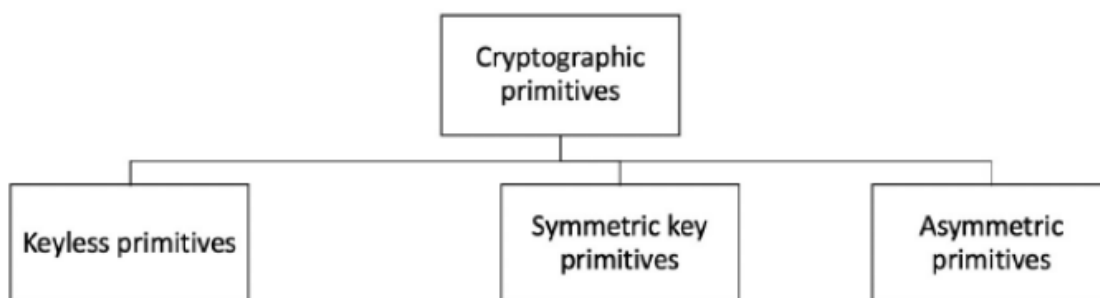 Cryptographic
primitives
Keyless primitives
Symmetric key
primitives
Asymmetric
primitives